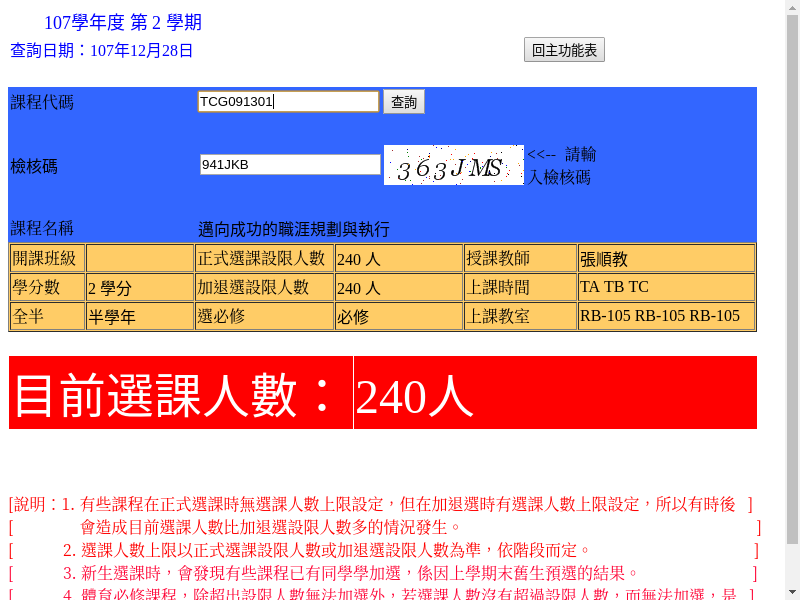 107學年度 第 2 學期
查詢日期：107年12月28日
回主功能表
課程代碼 TCG091301 查詢
檢核碼 941JKB 363JMS <<-- 請輸
入檢核碼
課程名稱 邁向成功的職涯規劃與執行
開課班級 正式選課設限人數 240 人 授課教師 張順教
學分數 2 學分 加退選設限人數 240 人 上課時間 TA TB TC
全半 半學年 選必修 必修 上課教室 RB-105 RB-105 RB-105
目前選課人數： 240人
[說明：1. 有些課程在正式選課時無選課人數上限設定，但在加退選時有選課人數上限設定，所以有時後 ]
[ 會造成目前選課人數比加退選設限人數多的情況發生。 ]
[ 2. 選課人數上限以正式選課設限人數或加退選設限人數為準，依階段而定。 ]
[ 3. 新生選課時，會發現有些課程已有同學學加選，係因上學期末舊生預選的結果。 ]
[ 4. 體育必修課程，除超出設限人數無法加選外，若選課人數沒有超過設限人數，而無法加選，是 ]